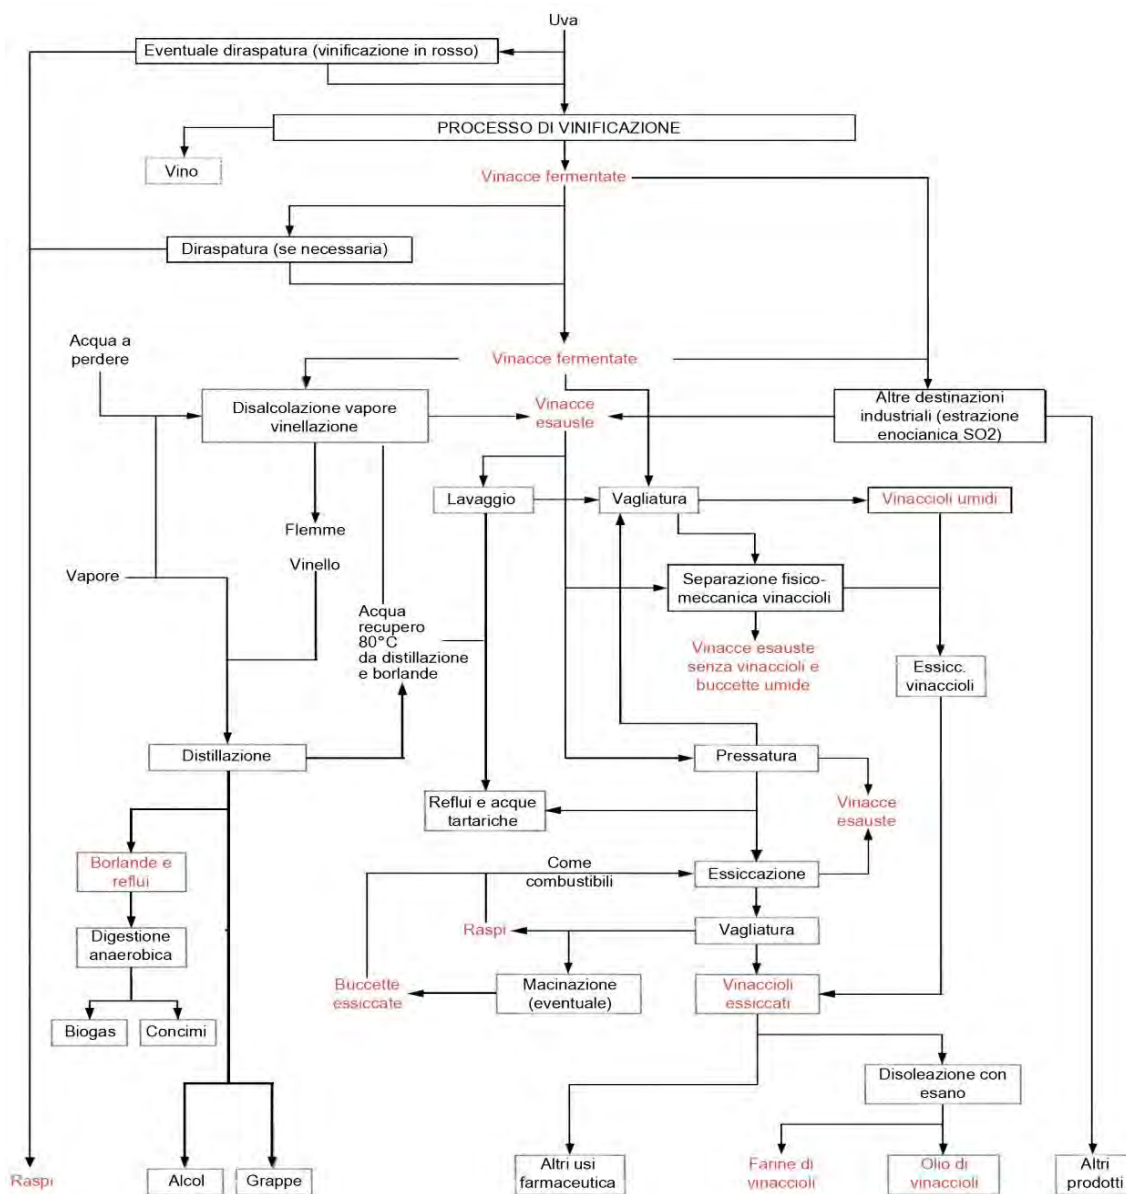 Uva
Eventuale diraspatura (vinificazione in rosso)
PROCESSO DI VINIFICAZIONE
Vino
Vinacce fermentate
Diraspatura (se necessaria)
Acqua a
perdere
Vinacce fermentate
Disalcolazione vapore
vinellazione
Vinacce
esauste
Altre destinazioni
industriali (estrazione
enocianica SO2)
Lavaggio
Vagliatura
Vinaccioli umidi
Flemme
Vinello
Vapore
Separazione fisico-
meccanica vinaccioli
Acqua
recupero
80°C
da distillazione
e borlande
Vinacce esauste
senza vinaccioli e
buccette umide
Essicc.
vinaccioli
Distillazione
Pressatura
Reflui e acque
tartariche
Vinacce
esauste
Borlande e
reflui
Come
combustibili
Essiccazione
Digestione
anaerobica
Raspi
Vagliatura
Buccette
essiccate
Macinazione
(eventuale)
Vinaccioli
essiccati
Biogas
Concimi
Disoleazione con
esano
Raspi
Alcol
Grappe
Altri usi
farmaceutica
Farine di
vinaccioli
Olio di
vinaccioli
Altri
prodotti